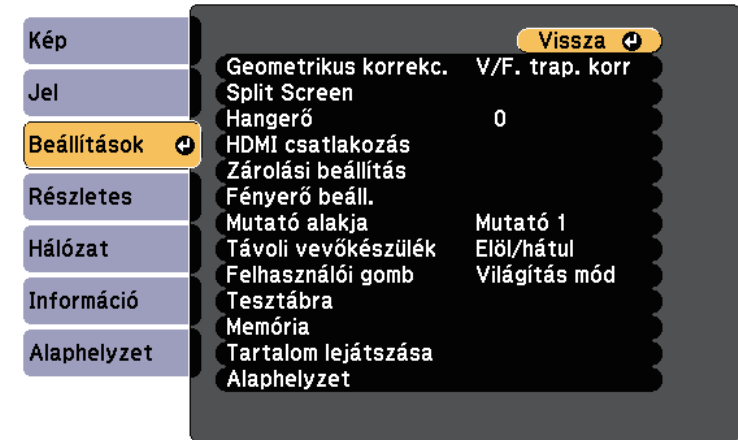 Kép
Jel
Beállítások
Részletes
Hálózat
Információ
Alaphelyzet
Vissza
Geometrikus korrekc. V/F. trap. korr
Split Screen
Hangerő 0
HDMI csatlakozás
Zárolási beállítás
Fényerő beáll.
Mutató alakja Mutató 1
Távoli vevőkészülék Elöl/hátul
Felhasználói gomb Világítás mód
Tesztábra
Memória
Tartalom lejátszása
Alaphelyzet